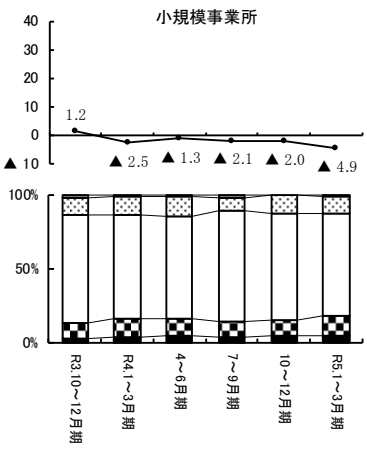 小規模事業所
40
30
20
10
0
▲ 10
1.2
▲ 2.5
▲ 1.3
▲ 2.1
▲ 2.0
▲ 4.9
100%
50%
0%
R3.10～12月期
R4.1～3月期
4～6月期
7～9月期
10～12月期
R5.1～3月期